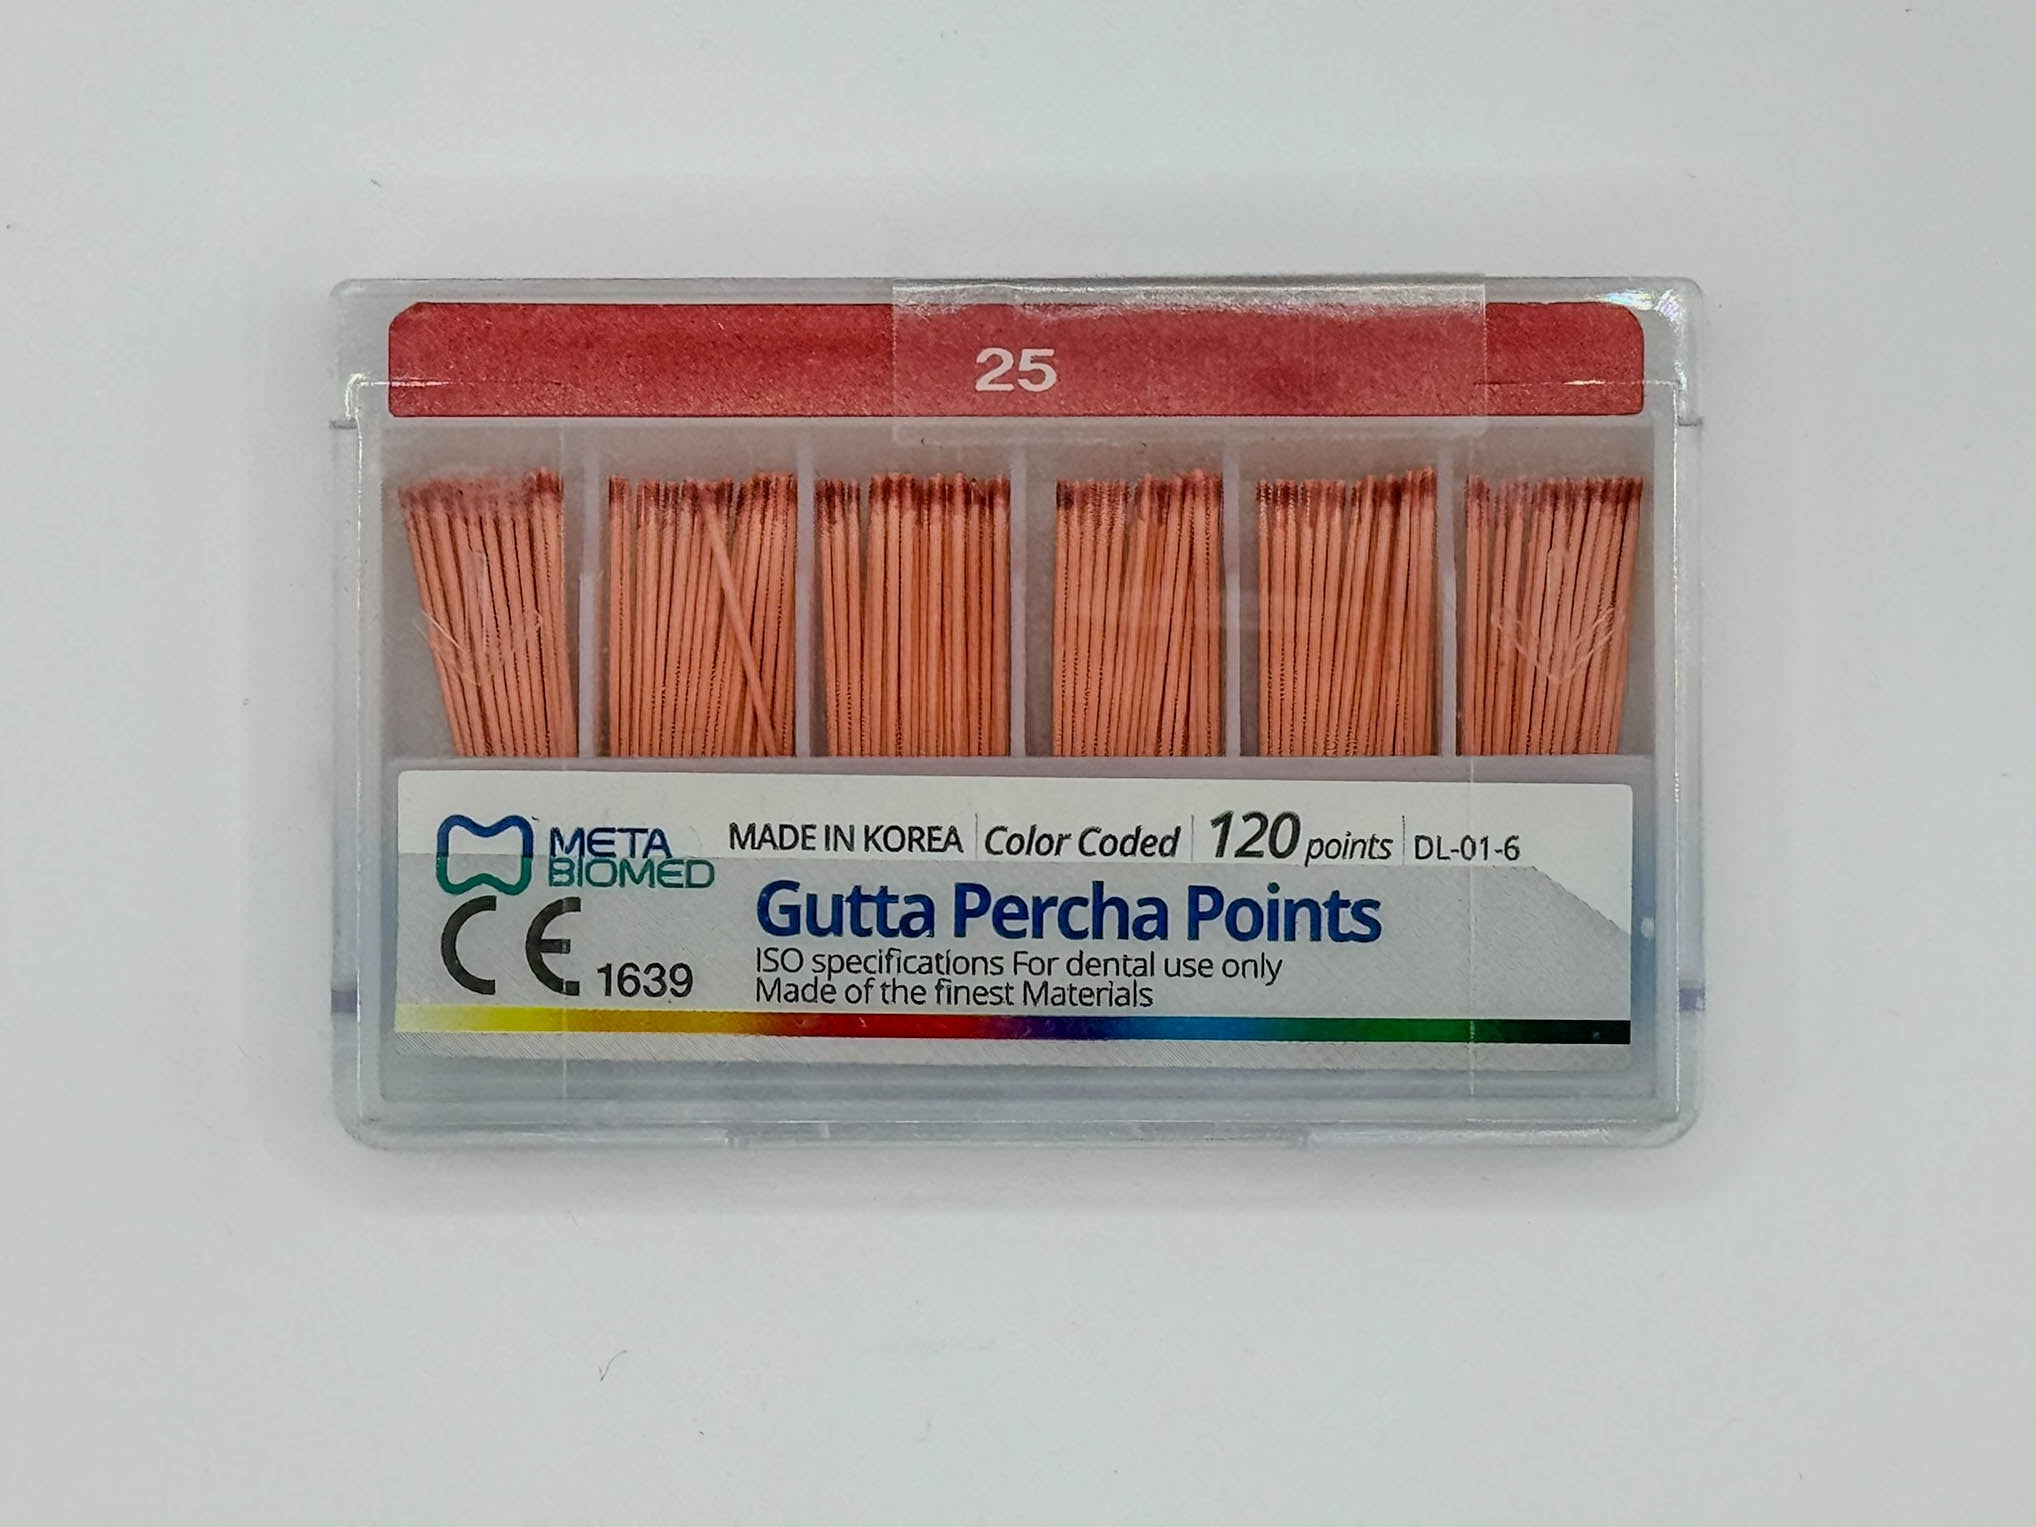 25
META
BIOMED
MADE IN KOREA | Color Coded | 120 points | DL-01-6
Gutta Percha Points
CE 1639
ISO specifications For dental use only
Made of the finest Materials